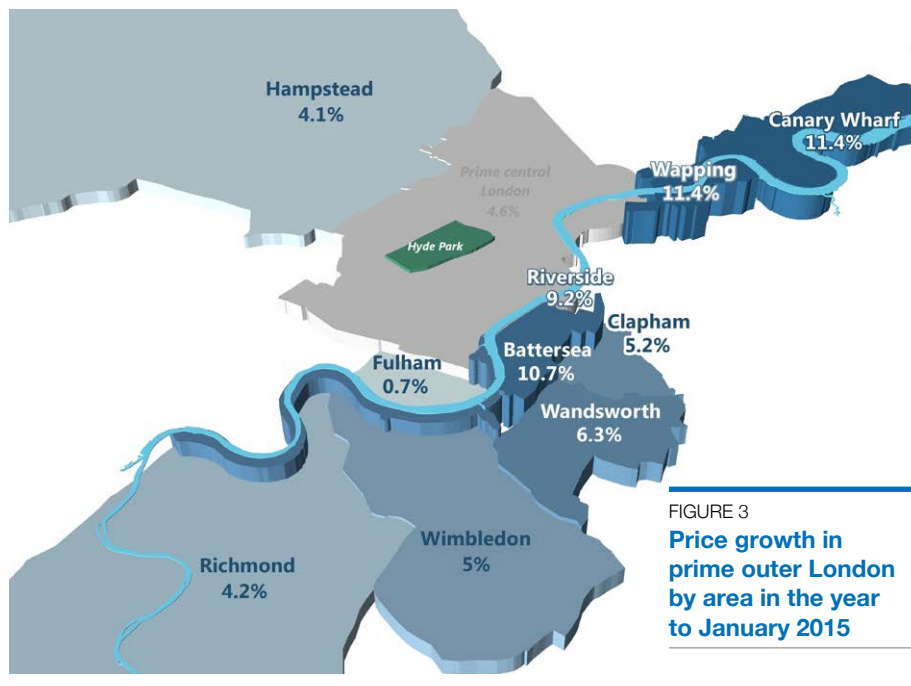 Hampstead
4.1%
Canary Wharf
11.4%
Wapping
11.4%
Prime central
London
4.6%
Hyde Park
Riverside
9.2%
Clapham
5.2%
Fulham
0.7%
Battersea
10.7%
Wandsworth
6.3%
Wimbledon
5%
Richmond
4.2%
FIGURE 3
Price growth in
prime outer London
by area in the year
to January 2015